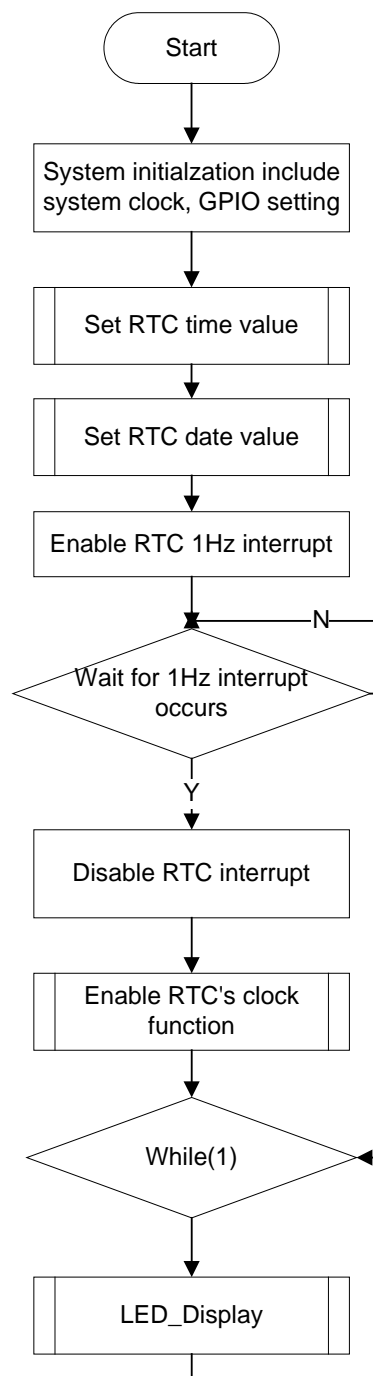 Start
System initialzation include
system clock, GPIO setting
Set RTC time value
Set RTC date value
Enable RTC 1Hz interrupt
N
Wait for 1Hz interrupt
occurs
Y
Disable RTC interrupt
Enable RTC's clock
function
While(1)
LED_Display